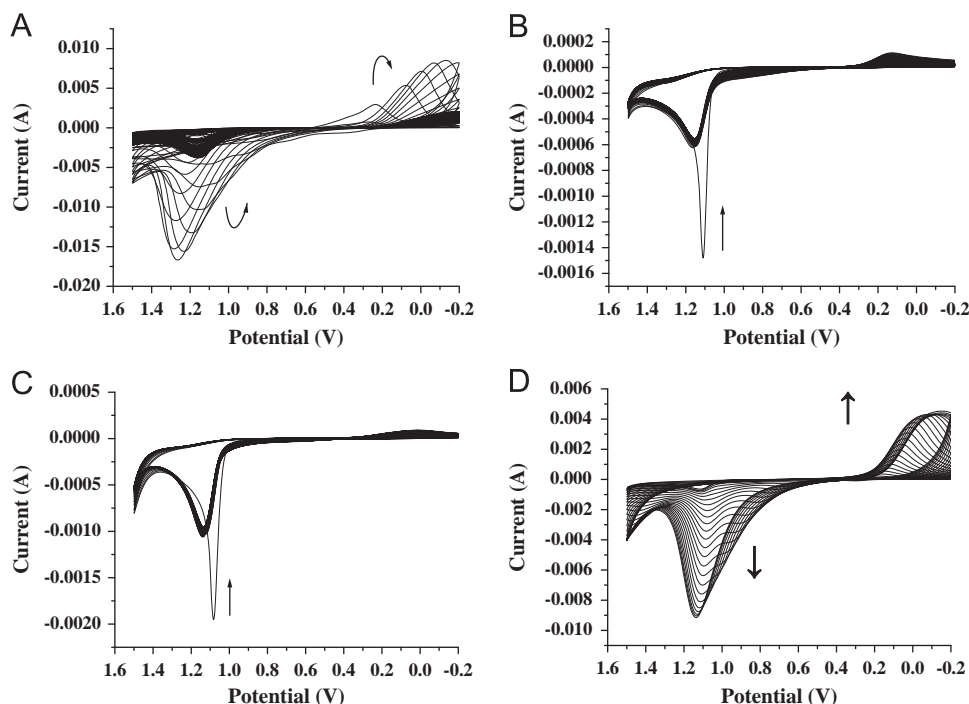 A
0.010
0.005
0.000
-0.005
-0.010
-0.015
-0.020
Current (A)
1.6 1.4 1.2 1.0 0.8 0.6 0.4 0.2 0.0 -0.2
Potential (V)
B
0.0002
0.0000
-0.0002
-0.0004
-0.0006
-0.0008
-0.0010
-0.0012
-0.0014
-0.0016
Current (A)
1.6 1.4 1.2 1.0 0.8 0.6 0.4 0.2 0.0 -0.2
Potential (V)
C
0.0005
0.0000
-0.0005
-0.0010
-0.0015
-0.0020
Current (A)
1.6 1.4 1.2 1.0 0.8 0.6 0.4 0.2 0.0 -0.2
Potential (V)
D
0.006
0.004
0.002
0.000
-0.002
-0.004
-0.006
-0.008
-0.010
Current (A)
1.6 1.4 1.2 1.0 0.8 0.6 0.4 0.2 0.0 -0.2
Potential (V)